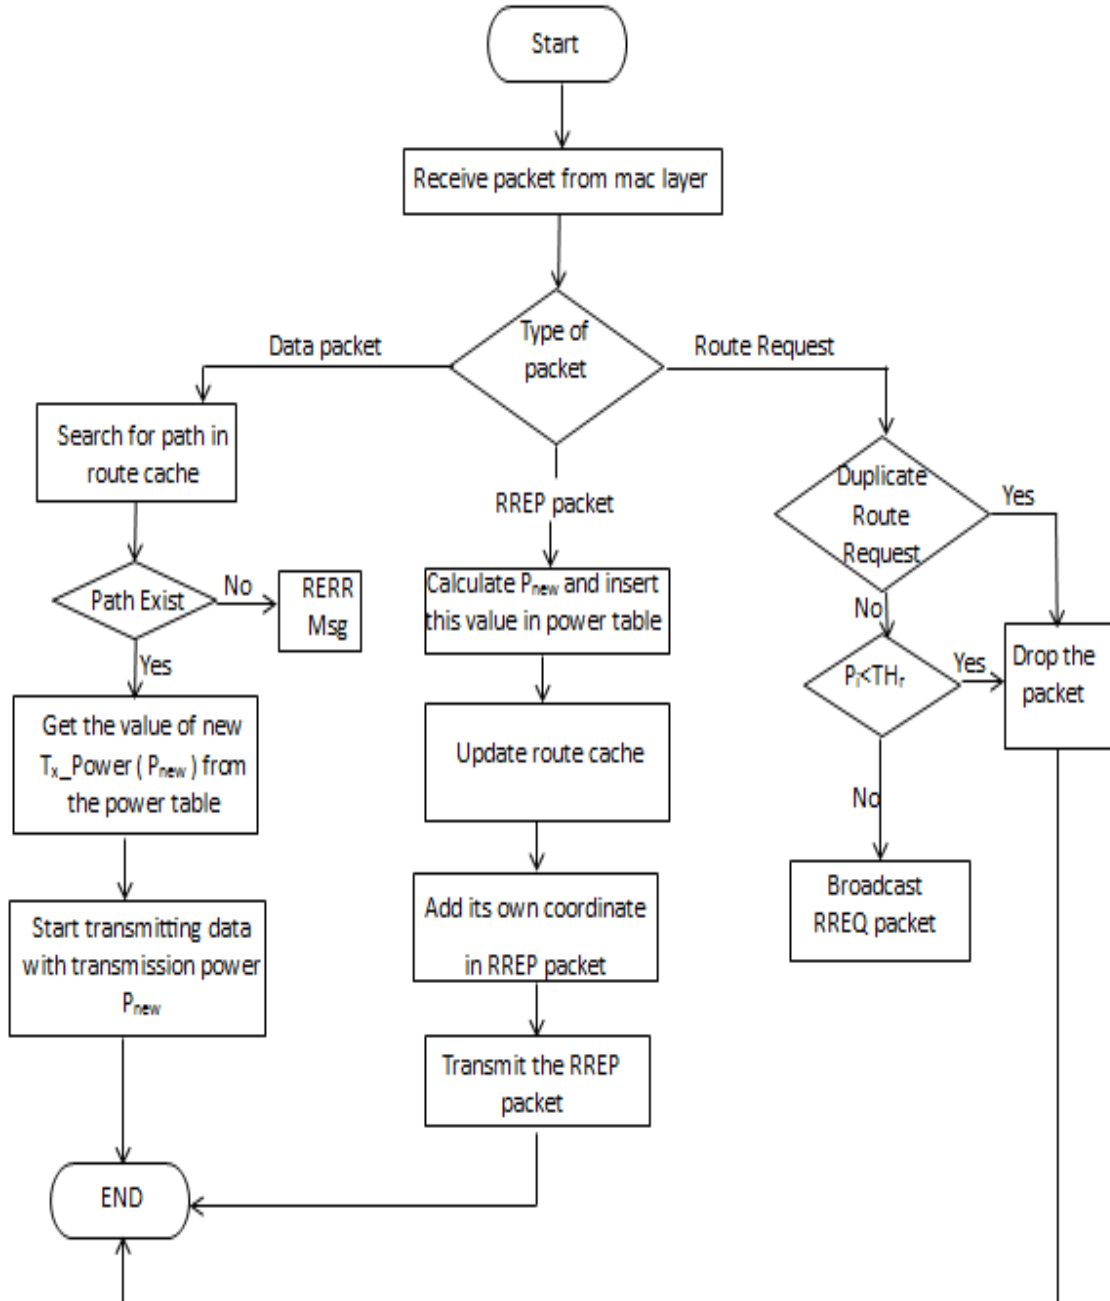 Start
Receive packet from mac layer
Type of
packet
Data packet
Route Request
Search for path in
route cache
RREP packet
Duplicate
Route
Request
Yes
No
Path Exist
No
RERR
Msg
Yes
Calculate Pnew and insert
this value in power table
Pi<THr
Yes
Drop the
packet
No
Get the value of new
Tx_Power ( Pnew ) from
the power table
Update route cache
Broadcast
RREQ packet
Start transmitting data
with transmission power
Pnew
Add its own coordinate
in RREP packet
Transmit the RREP
packet
END